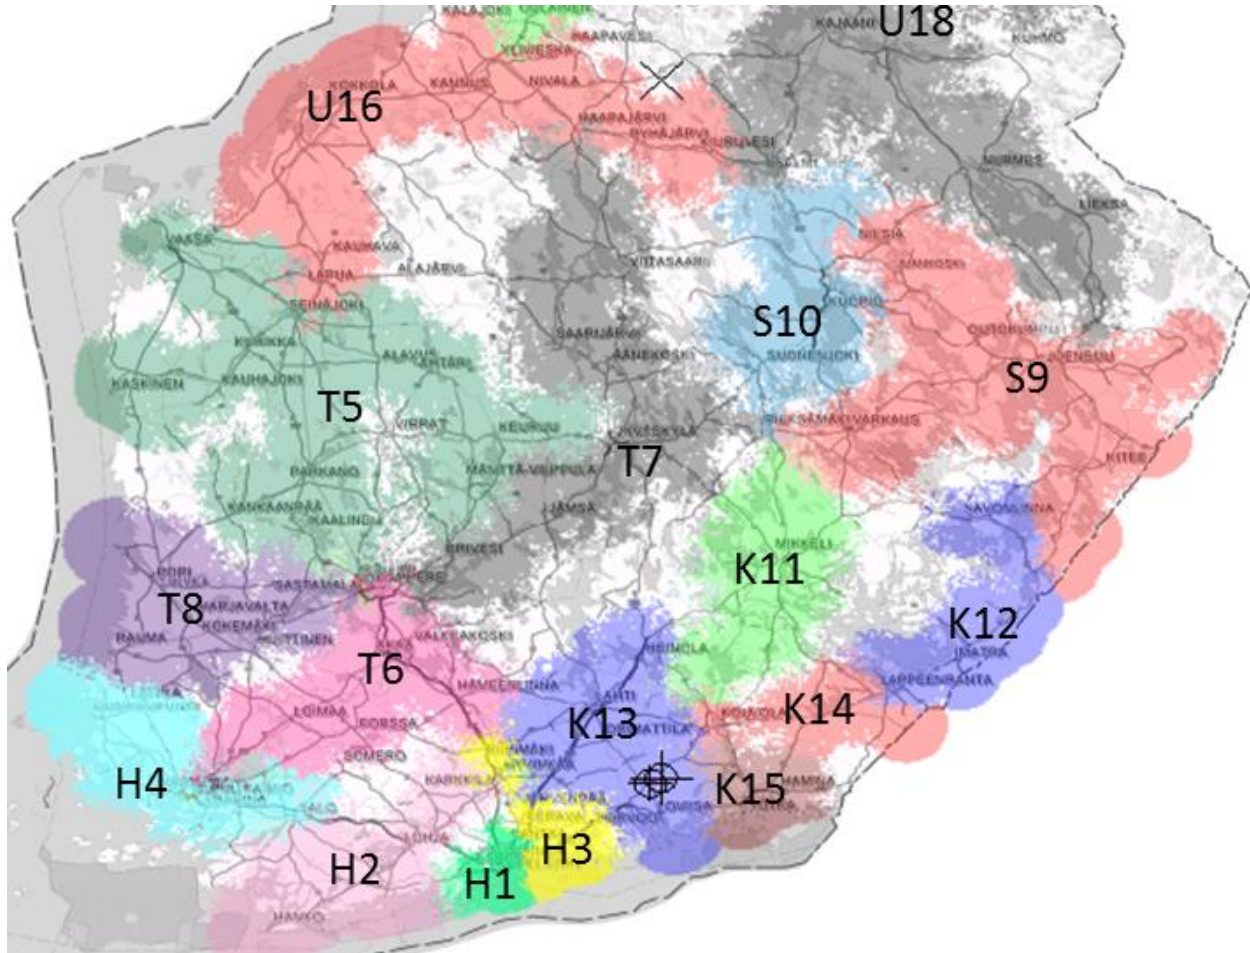 KALAJOKI
KAJAANI
U18
KUHMO
HAAPAVESI
YLIVIESKA
KOKKOLA
KANNUS
NIVALA
U16
HAAPAJÄRVI
PYHÄJÄRVI
KIURUVESI
NURMES
LIEKSA
VAASA
KAUHAVA
LAPUA
ALAJÄRVI
VIITASAARI
NILSIÄ
SEINÄJOKI
KUOPIO
S10
SAARIJÄRVI
OUTOKUMPU
ÄÄNEKOSKI
SUONENJOKI
JOENSUU
ALAVUS
ÄHTÄRI
KASKINEN
KAUHAJOKI
S9
T5
VIRRAT
KEURUU
PIEKSÄMÄKI
VARKAUS
JYVÄSKYLÄ
T7
KITEE
PARKANO
MÄNTTÄ-VILPPULA
KANKAANPÄÄ
JÄMSÄ
SAVONLINNA
IKAALINEN
ORIVESI
MIKKELI
K11
PORI
SASTAMALA
T8
HARJAVALTA
KOKEMÄKI
RAUMA
HUITTINEN
VALKEAKOSKI
K12
IMATRA
HEINOLA
T6
HÄMEENLINNA
LAPPEENRANTA
LAHTI
LOIMAA
FORSSA
K13
KOUVOLA
K14
SOMERO
H4
KARKKILA
HAMINA
K15
SALO
LOVIISA
LOHJA
KERAVA
PORVOO
H3
H2
H1
HANKO